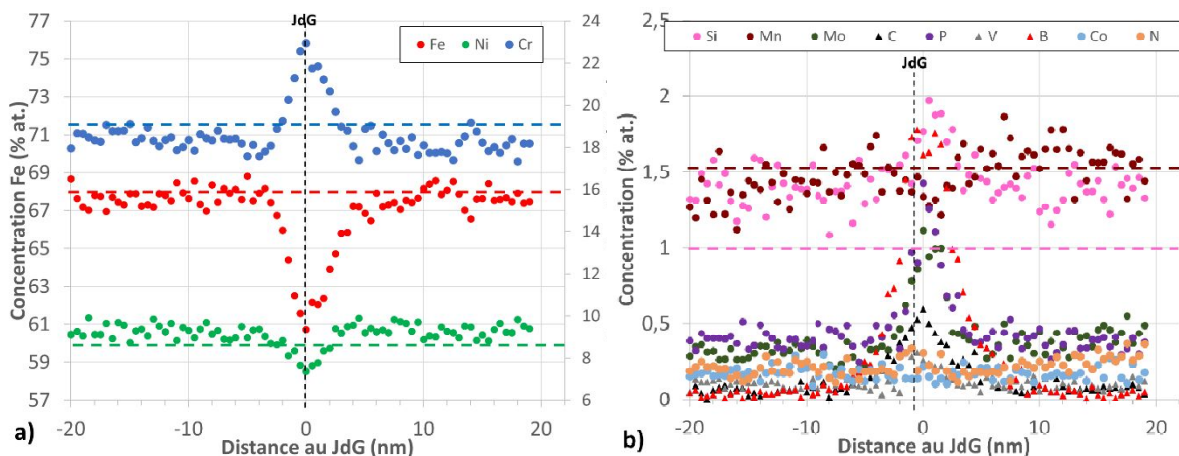 JdG
Fe Ni Cr
Concentration Fe (% at.)
77
75
73
71
69
67
65
63
61
59
57
24
22
20
18
16
14
12
10
8
6
-20 -10 0 10 20
Distance au JdG (nm)
a)
Si Mn Mo C P V B Co N
JdG
Concentration (% at.)
2,5
2
1,5
1
0,5
0
-20 -10 0 10 20
Distance au JdG (nm)
b)